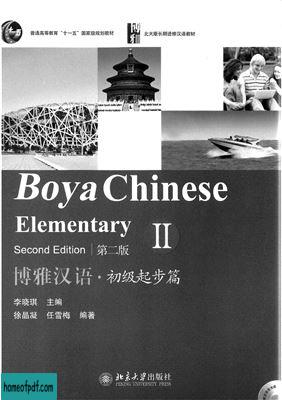 普通高等教育"十一五"国家级规划教材
博雅
北大版长期进修汉语教材
Boya Chinese
Elementary
II
Second Edition | 第二版
博雅汉语·初级起步篇
李晓琪 主编
徐晶凝 任雪梅 编著
北京大学出版社
homeofpdf.com